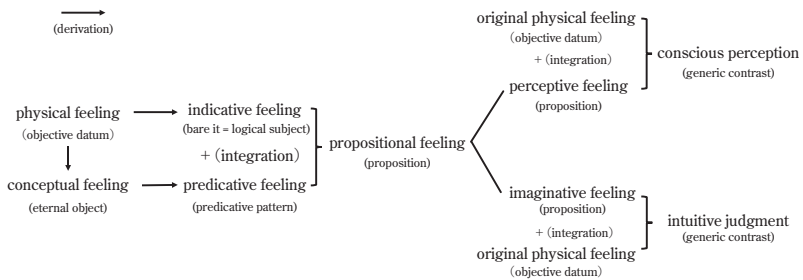 (derivation)
physical feeling
(objective datum)
conceptual feeling
(eternal object)
indicative feeling
(bare it = logical subject)
+ (integration)
predicative feeling
(predicative pattern)
propositional feeling
(proposition)
original physical feeling
(objective datum)
+ (integration)
perceptive feeling
(proposition)
conscious perception
(generic contrast)
imaginative feeling
(proposition)
+ (integration)
original physical feeling
(objective datum)
intuitive judgment
(generic contrast)